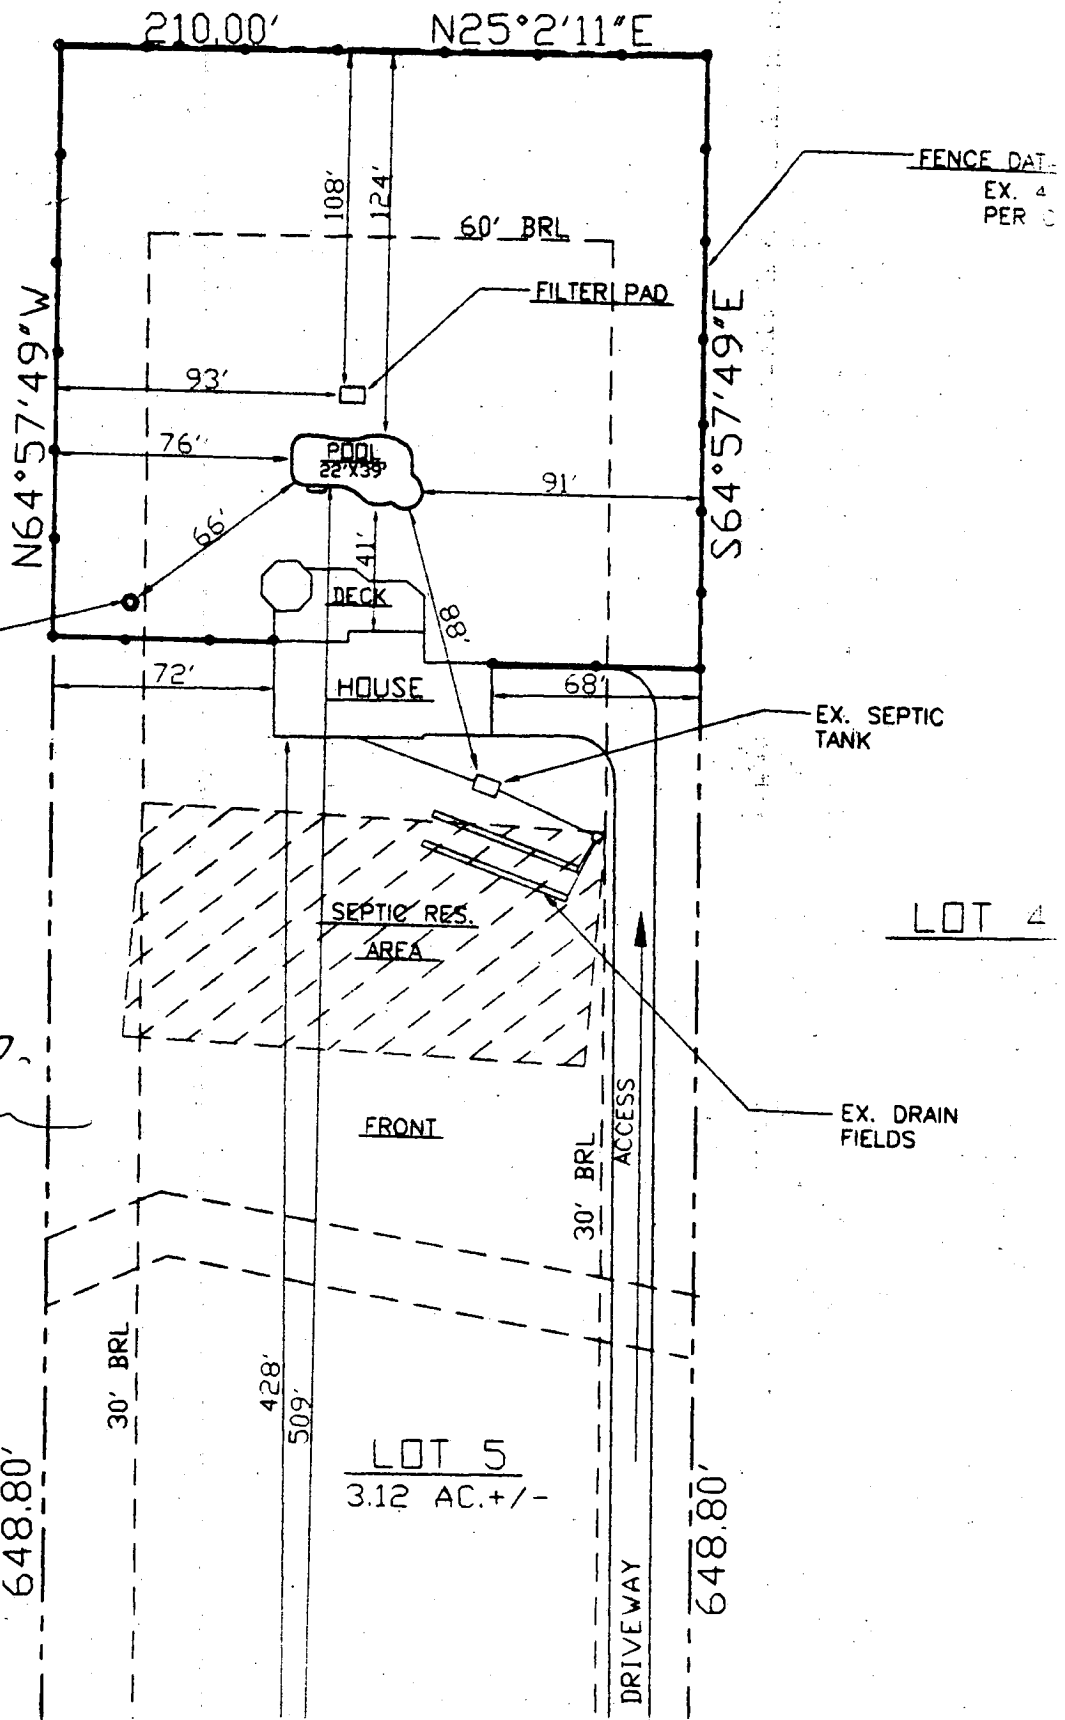 210.00' N25°2'11"E
FENCE DAT
EX. 4
PER
108'
124'
60' BRL
FILTER PAD
N64°57'49"W
S64°57'49"E
93'
76'
POOL
22'X39'
91'
66'
41'
DECK
88'
72'
HOUSE
68'
EX. SEPTIC
TANK
SEPTIC RES.
AREA
LOT 4
FRONT
ACCESS
30' BRL
EX. DRAIN
FIELDS
30' BRL
428'
509'
LOT 5
3.12 AC.+/-
648.80'
648.80'
DRIVEWAY